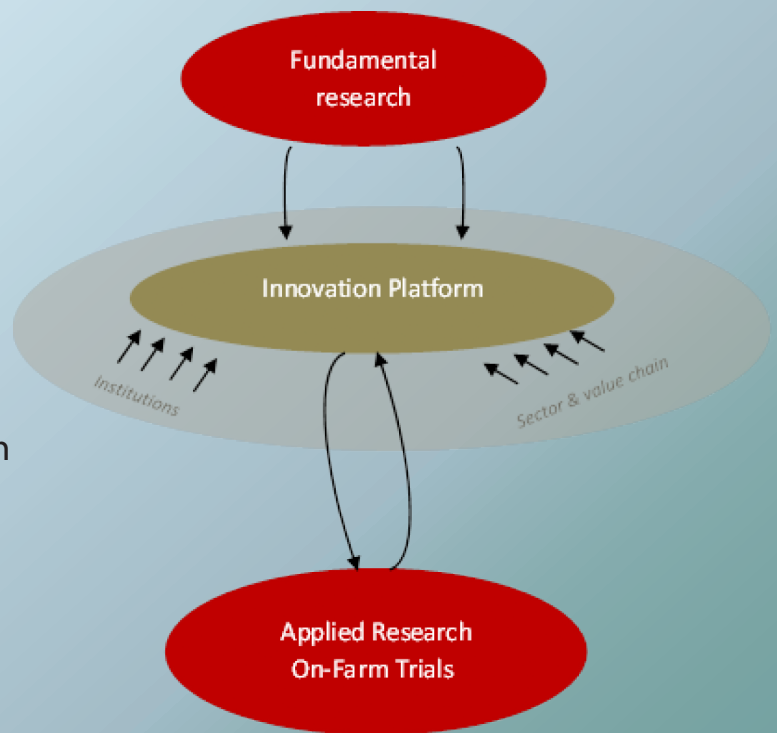 Fundamental
research
Innovation Platform
Institutions
Sector & value chain
Applied Research
On-Farm Trials